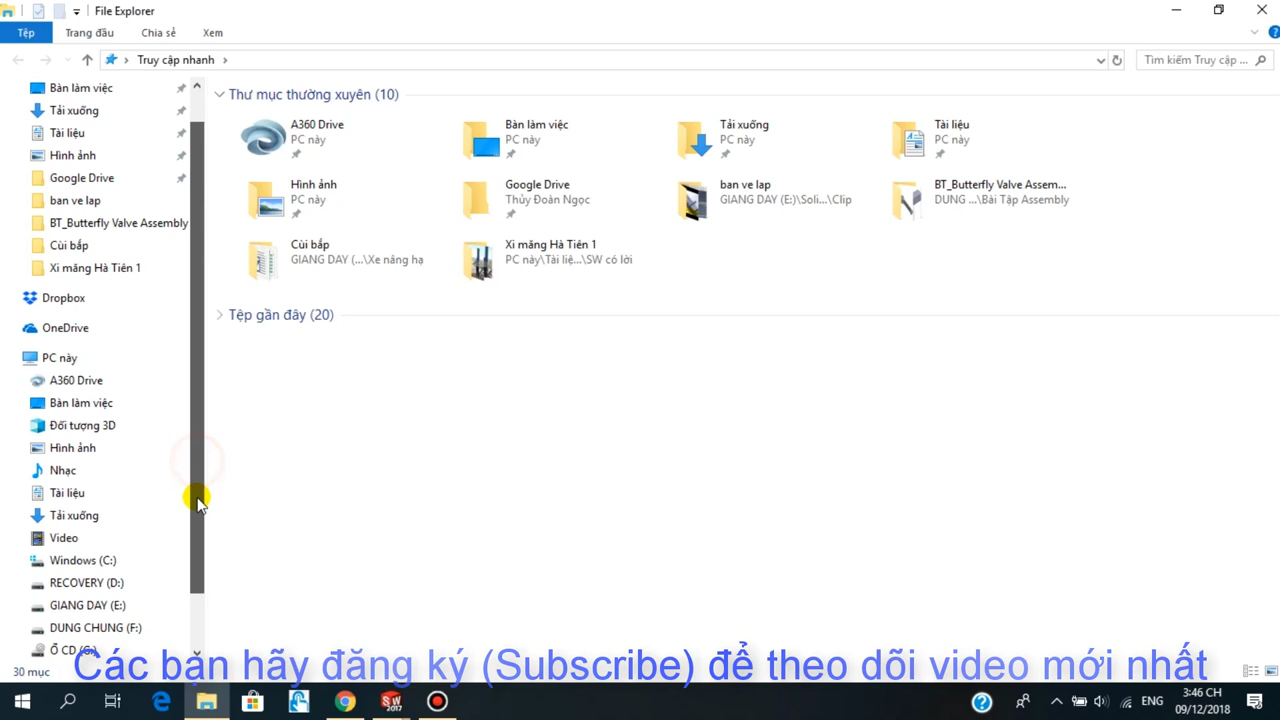 File Explorer
Tệp Trang đầu Chia sẻ Xem
Truy cập nhanh
Tìm kiếm Truy cập ...
Bàn làm việc
Tải xuống
Tài liệu
Hình ảnh
Google Drive
ban ve lap
BT_Butterfly Valve Assembly
Cùi bắp
Xi măng Hà Tiên 1
Dropbox
OneDrive
PC này
A360 Drive
Bàn làm việc
Đối tượng 3D
Hình ảnh
Nhạc
Tài liệu
Tải xuống
Video
Windows (C:)
RECOVERY (D:)
GIANG DAY (E:)
DUNG CHUNG (F:)
Ổ CD (G:)
Thư mục thường xuyên (10)
A360 Drive
PC này
Bàn làm việc
PC này
Tải xuống
PC này
Tài liệu
PC này
Hình ảnh
PC này
Google Drive
Thủy Đoàn Ngọc
ban ve lap
GIANG DAY (E:)\Soli...\Clip
BT_Butterfly Valve Assem...
DUNG ...\Bài Tập Assembly
Cùi bắp
GIANG DAY (...\Xe nâng hạ
Xi măng Hà Tiên 1
PC này\Tài liệ...\SW có lời
Tệp gần đây (20)
30 mục
Các bạn hãy đăng ký (Subscribe) để theo dõi video mới nhất
SW
2017
ENG
3:46 CH
09/12/2018